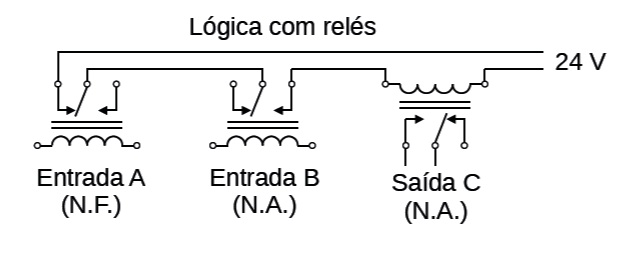 Lógica com relés
24 V
Entrada A
(N.F.)
Entrada B
(N.A.)
Saída C
(N.A.)